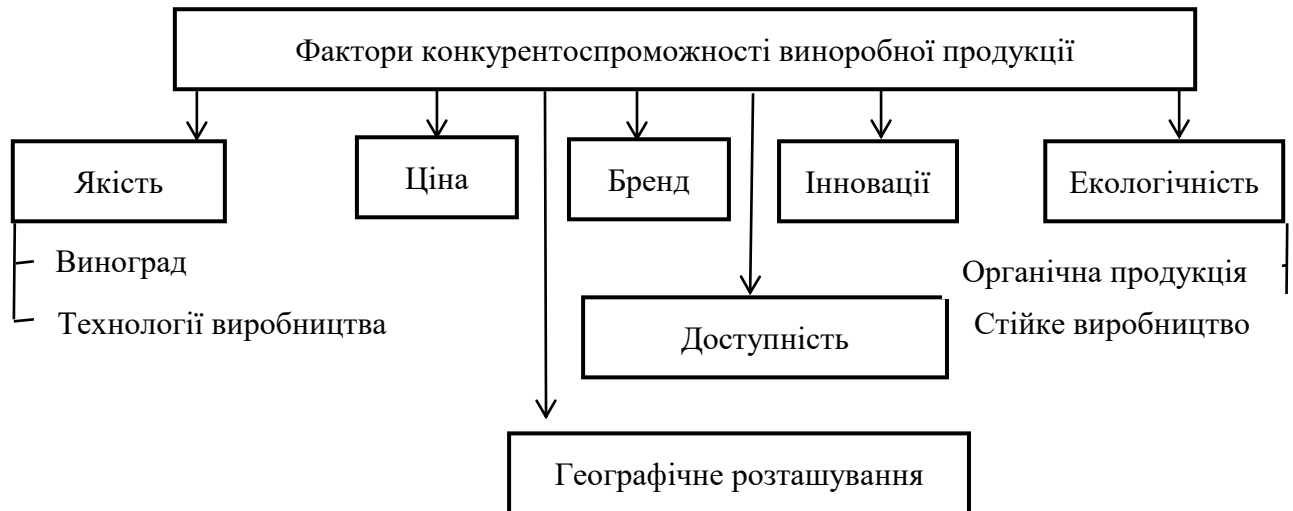 Фактори конкурентоспроможності виноробної продукції
Якість
Ціна
Бренд
Інновації
Екологічність
Виноград
Технології виробництва
Органічна продукція
Стійке виробництво
Доступність
Географічне розташування